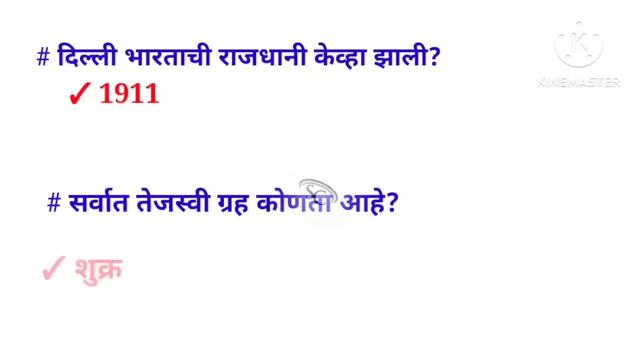 # दिल्ली भारताची राजधानी केव्हा झाली?
✓ 1911
# सर्वात तेजस्वी ग्रह कोणता आहे?
✓ शुक्र
KINEMASTER